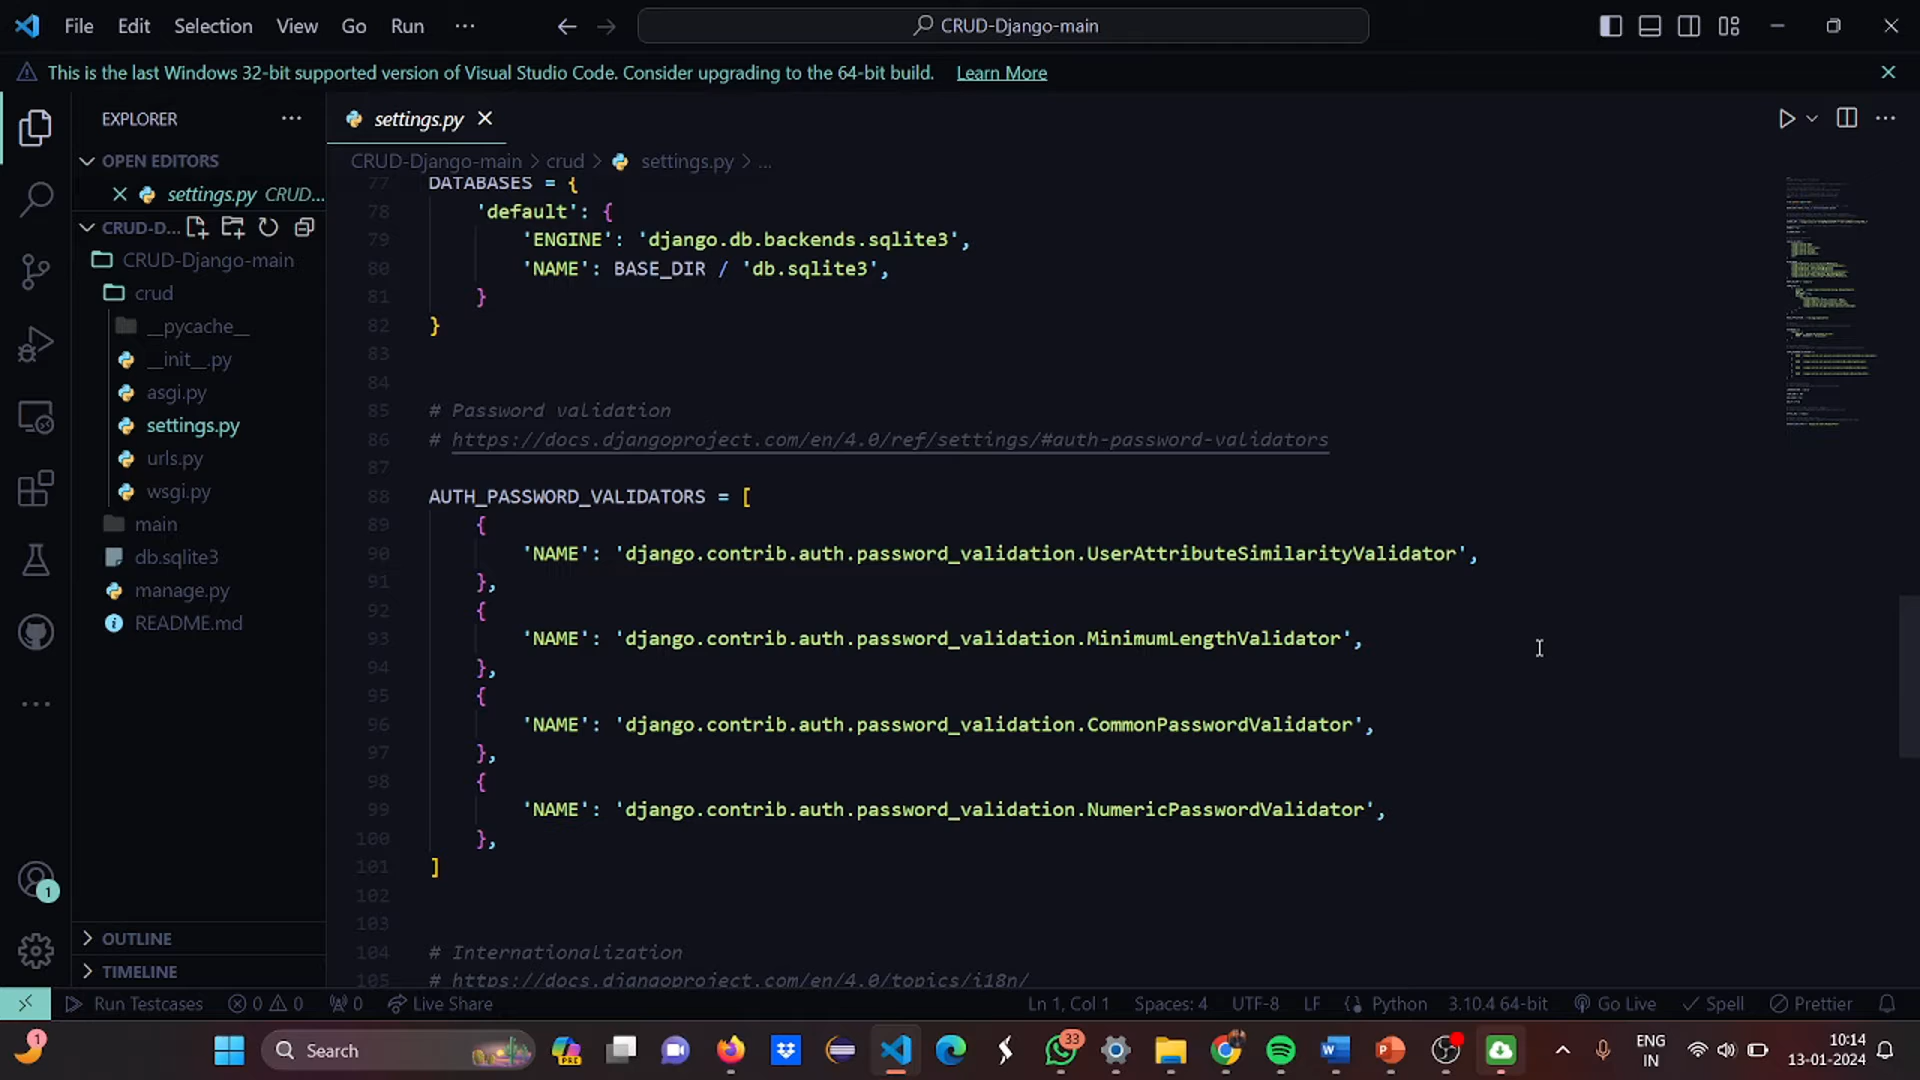 File Edit Selection View Go Run ··· CRUD-Django-main
This is the last Windows 32-bit supported version of Visual Studio Code. Consider upgrading to the 64-bit build. Learn More
EXPLORER
OPEN EDITORS
settings.py CRUD...
CRUD-D...
CRUD-Django-main
crud
__pycache__
__init__.py
asgi.py
settings.py
urls.py
wsgi.py
main
db.sqlite3
manage.py
README.md
OUTLINE
TIMELINE
1
settings.py
CRUD-Django-main > crud > settings.py > ...
77 DATABASES = {
78 'default': {
79 'ENGINE': 'django.db.backends.sqlite3',
80 'NAME': BASE_DIR / 'db.sqlite3',
81 }
82 }
83
84
85 # Password validation
86 # https://docs.djangoproject.com/en/4.0/ref/settings/#auth-password-validators
87
88 AUTH_PASSWORD_VALIDATORS = [
89 {
90 'NAME': 'django.contrib.auth.password_validation.UserAttributeSimilarityValidator',
91 },
92 {
93 'NAME': 'django.contrib.auth.password_validation.MinimumLengthValidator',
94 },
95 {
96 'NAME': 'django.contrib.auth.password_validation.CommonPasswordValidator',
97 },
98 {
99 'NAME': 'django.contrib.auth.password_validation.NumericPasswordValidator',
100 },
101 ]
102
103
104 # Internationalization
105 # https://docs.djangoproject.com/en/4.0/topics/i18n/
Run Testcases 0 0 0 Live Share Ln 1, Col 1 Spaces: 4 UTF-8 LF Python 3.10.4 64-bit Go Live Spell Prettier
1 Search PRE 33 ENG IN 10:14 13-01-2024